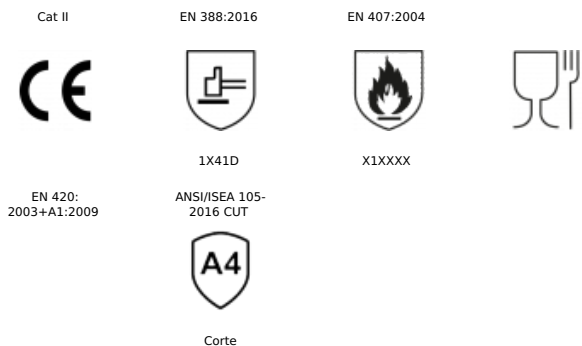 Cat II
EN 388:2016
EN 407:2004
CE
1X41D
X1XXXX
EN 420:
2003+A1:2009
ANSI/ISEA 105-
2016 CUT
A4
Corte